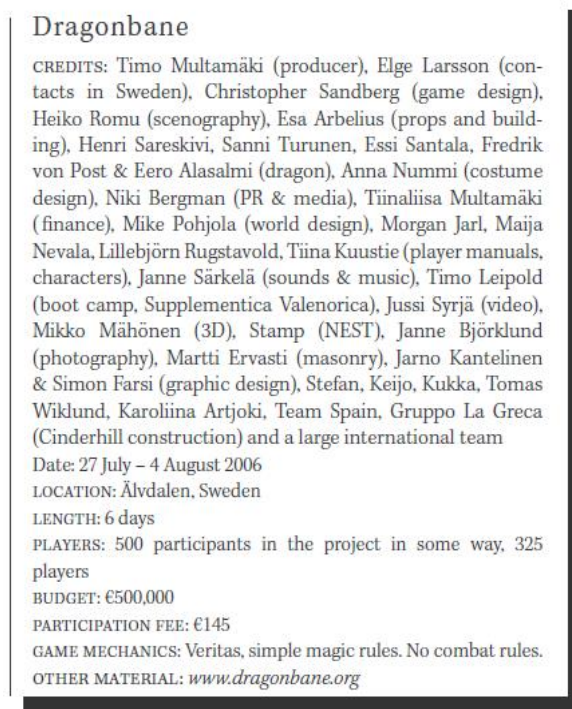 Dragonbane
CREDITS: Timo Multamäki (producer), Elge Larsson (con-
tacts in Sweden), Christopher Sandberg (game design),
Heiko Romu (scenography), Esa Arbelius (props and build-
ing), Henri Sareskivi, Sanni Turunen, Essi Santala, Fredrik
von Post & Eero Alasalmi (dragon), Anna Nummi (costume
design), Niki Bergman (PR & media), Tiinaliisa Multamäki
(finance), Mike Pohjola (world design), Morgan Jarl, Maija
Nevala, Lillebjörn Rugstavold, Tiina Kuustie (player manuals,
characters), Janne Särkelä (sounds & music), Timo Leipold
(boot camp, Supplementica Valenorica), Jussi Syrjä (video),
Mikko Mähönen (3D), Stamp (NEST), Janne Björklund
(photography), Martti Ervasti (masonry), Jarno Kantelinen
& Simon Farsi (graphic design), Stefan, Keijo, Kukka, Tomas
Wiklund, Karoliina Artjoki, Team Spain, Gruppo La Greca
(Cinderhill construction) and a large international team
Date: 27 July – 4 August 2006
LOCATION: Älvdalen, Sweden
LENGTH: 6 days
PLAYERS: 500 participants in the project in some way, 325
players
BUDGET: €500,000
PARTICIPATION FEE: €145
GAME MECHANICS: Veritas, simple magic rules. No combat rules.
OTHER MATERIAL: www.dragonbane.org